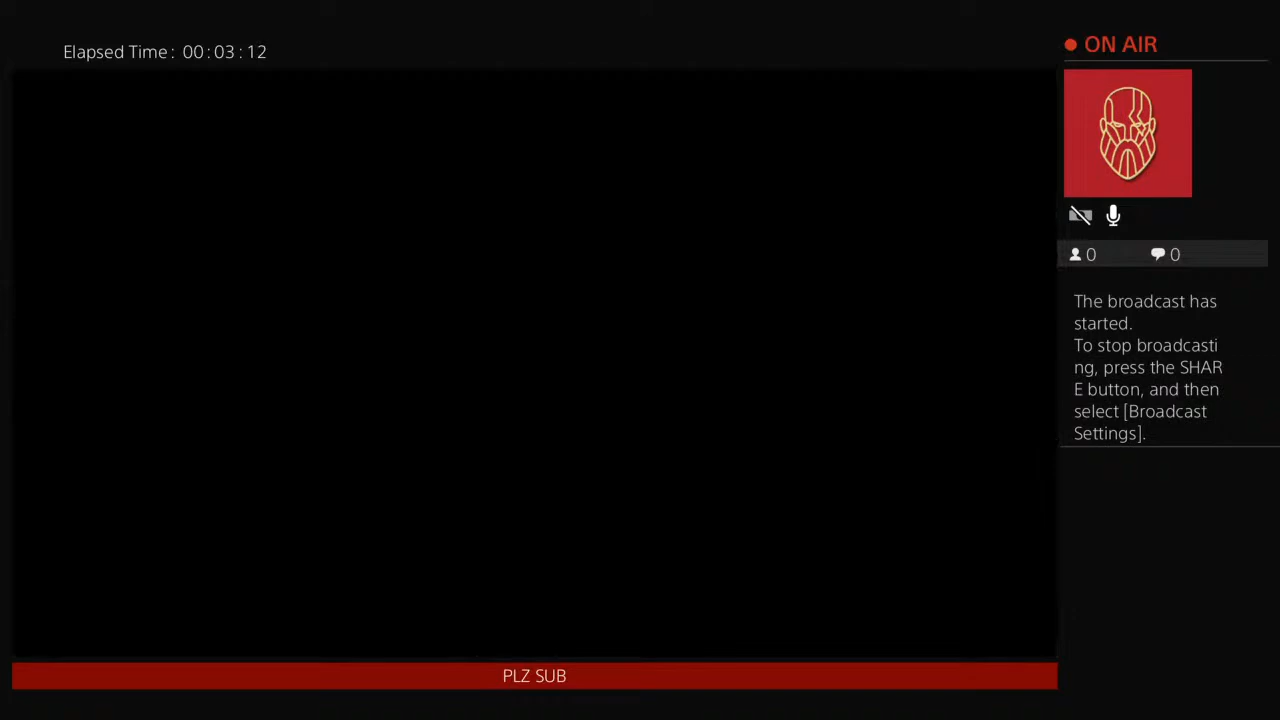 Elapsed Time: 00:03:12
ON AIR
0 0
The broadcast has
started.
To stop broadcasti
ng, press the SHAR
E button, and then
select [Broadcast
Settings].
PLZ SUB